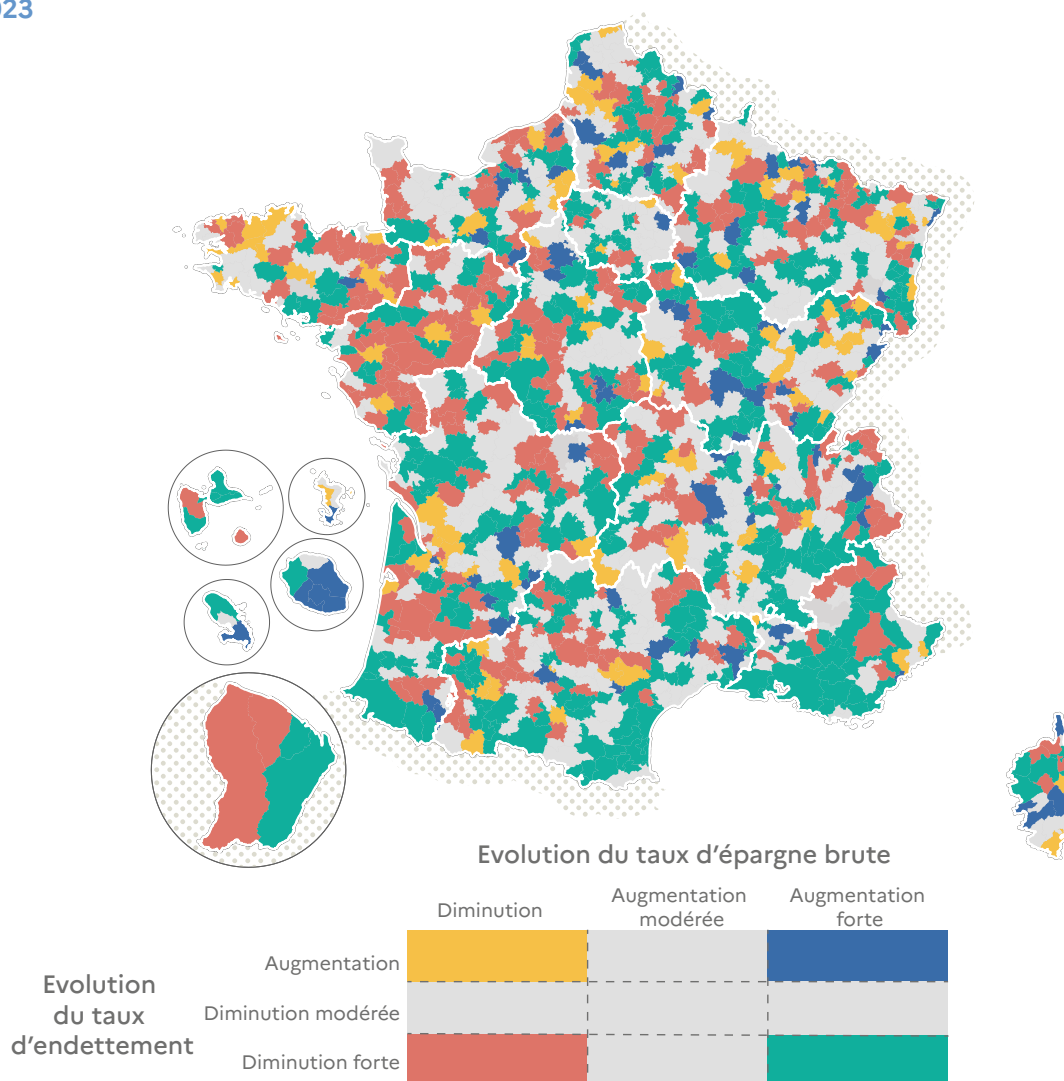 023
Evolution du taux d'épargne brute
Diminution
Augmentation
modérée
Augmentation
forte
Evolution
du taux
d'endettement
Augmentation
Diminution modérée
Diminution forte